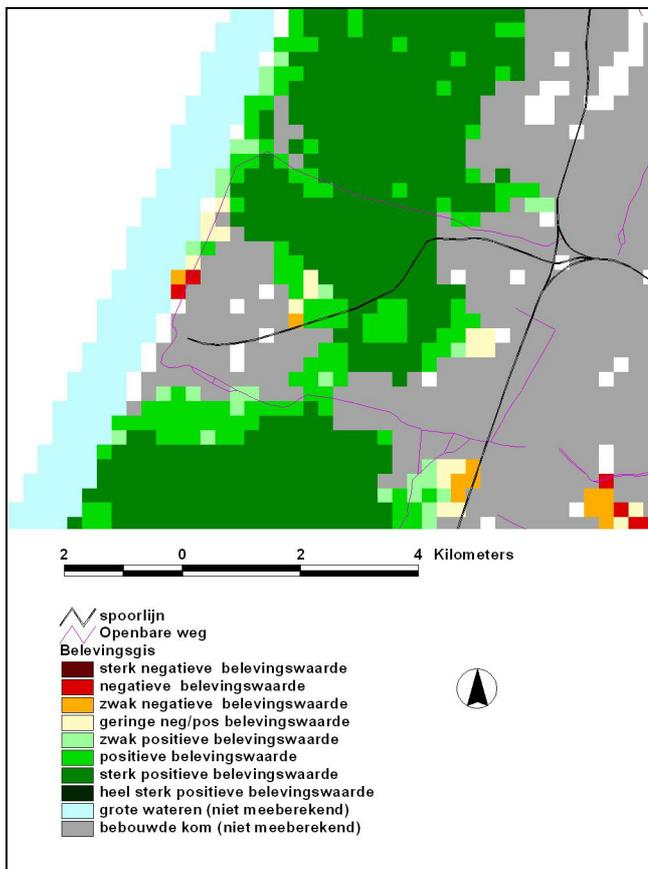 2 0 2 4 Kilometers
spoorlijn
Openbare weg
Belevingsgis
sterk negatieve belevingswaarde
negatieve belevingswaarde
zwak negatieve belevingswaarde
geringe neg/pos belevingswaarde
zwak positieve belevingswaarde
positieve belevingswaarde
sterk positieve belevingswaarde
heel sterk positieve belevingswaarde
grote wateren (niet meeberekend)
bebouwde kom (niet meeberekend)